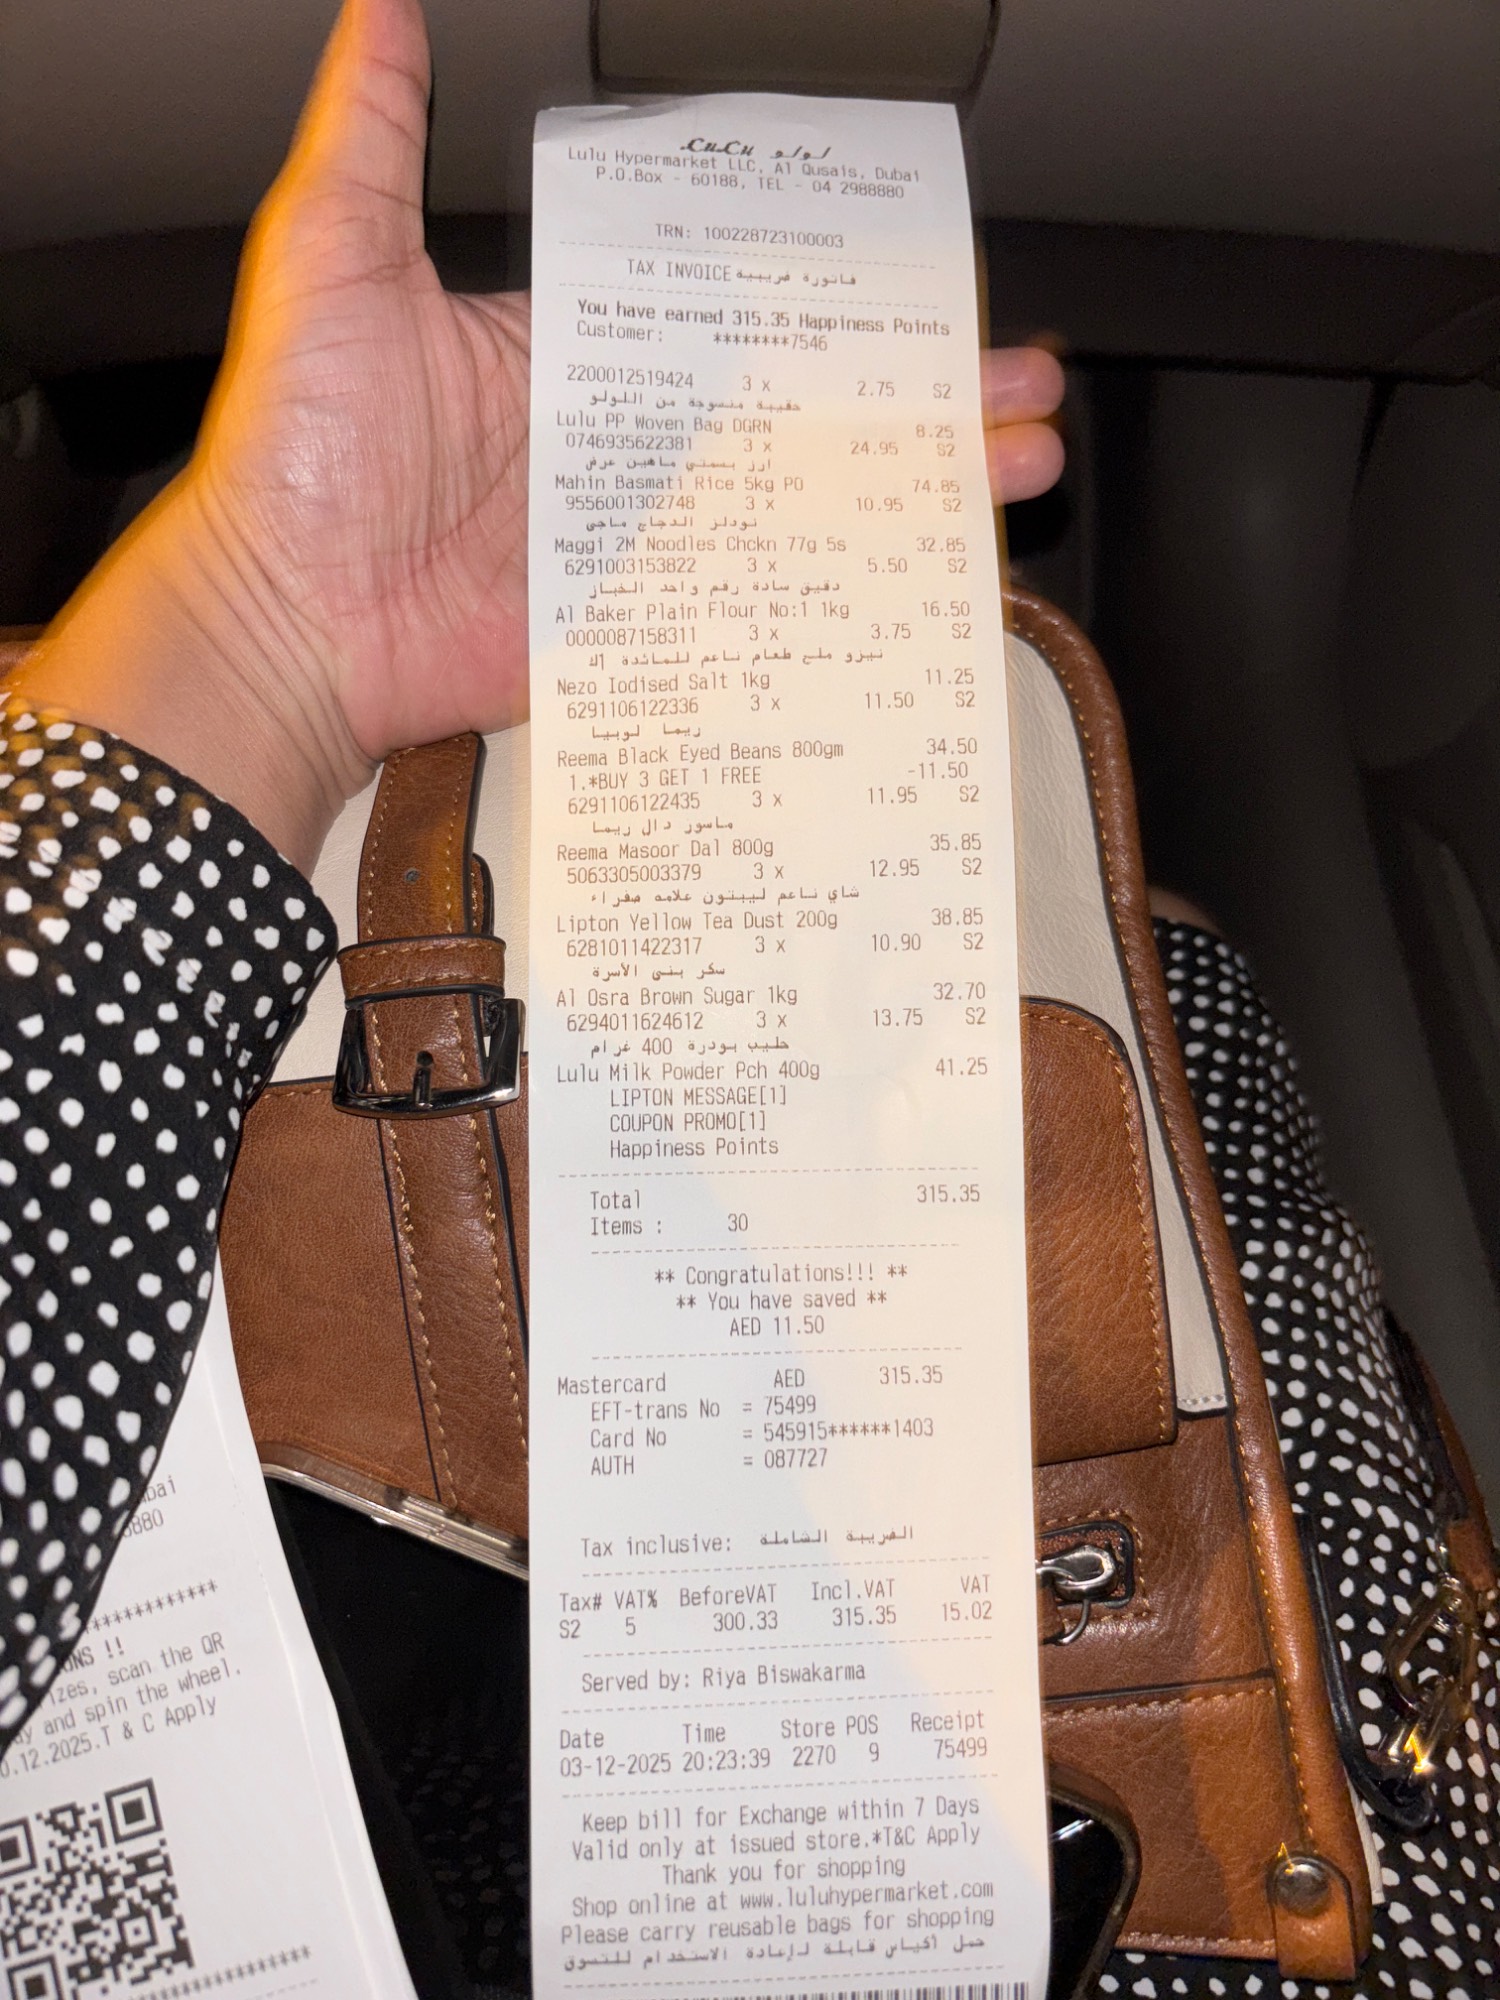 LuLu لولو
Lulu Hypermarket LLC, Al Qusais, Dubai
P.O.Box - 60188, TEL - 04 2988880
TRN: 100228723100003
TAX INVOICE فاتورة ضريبية
You have earned 315.35 Happiness Points
Customer: ********7546
2200012519424 3 x 2.75 S2
حقيبة منسوجة من اللولو
Lulu PP Woven Bag DGRN 8.25
0746935622381 3 x 24.95 S2
ارز بسمتي ماهين عرض
Mahin Basmati Rice 5kg PO 74.85
9556001302748 3 x 10.95 S2
نودلز الدجاج ماجي
Maggi 2M Noodles Chckn 77g 5s 32.85
6291003153822 3 x 5.50 S2
دقيق سادة رقم واحد الخباز
Al Baker Plain Flour No:1 1kg 16.50
0000087158311 3 x 3.75 S2
نيزو ملح طعام ناعم للمائدة 1ك
Nezo Iodised Salt 1kg 11.25
6291106122336 3 x 11.50 S2
ريما لوبيا
Reema Black Eyed Beans 800gm 34.50
1.*BUY 3 GET 1 FREE -11.50
6291106122435 3 x 11.95 S2
ماسور دال ريما
Reema Masoor Dal 800g 35.85
5063305003379 3 x 12.95 S2
شاي ناعم ليبتون علامه صفراء
Lipton Yellow Tea Dust 200g 38.85
6281011422317 3 x 10.90 S2
سكر بني الأسرة
Al Osra Brown Sugar 1kg 32.70
6294011624612 3 x 13.75 S2
حليب بودرة 400 غرام
Lulu Milk Powder Pch 400g 41.25
LIPTON MESSAGE[1]
COUPON PROMO[1]
Happiness Points
Total 315.35
Items : 30
** Congratulations!!! **
** You have saved **
AED 11.50
Mastercard AED 315.35
EFT-trans No = 75499
Card No = 545915******1403
AUTH = 087727
Tax inclusive: الضريبة الشاملة
Tax# VAT% BeforeVAT Incl.VAT VAT
S2 5 300.33 315.35 15.02
Served by: Riya Biswakarma
Date Time Store POS Receipt
03-12-2025 20:23:39 2270 9 75499
Keep bill for Exchange within 7 Days
Valid only at issued store.*T&C Apply
Thank you for shopping
Shop online at www.luluhypermarket.com
Please carry reusable bags for shopping
حمل أكياس قابلة لإعادة الاستخدام للتسوق
bai
880
************
NS !!
izes, scan the QR
y and spin the wheel.
.12.2025.T & C Apply
****************